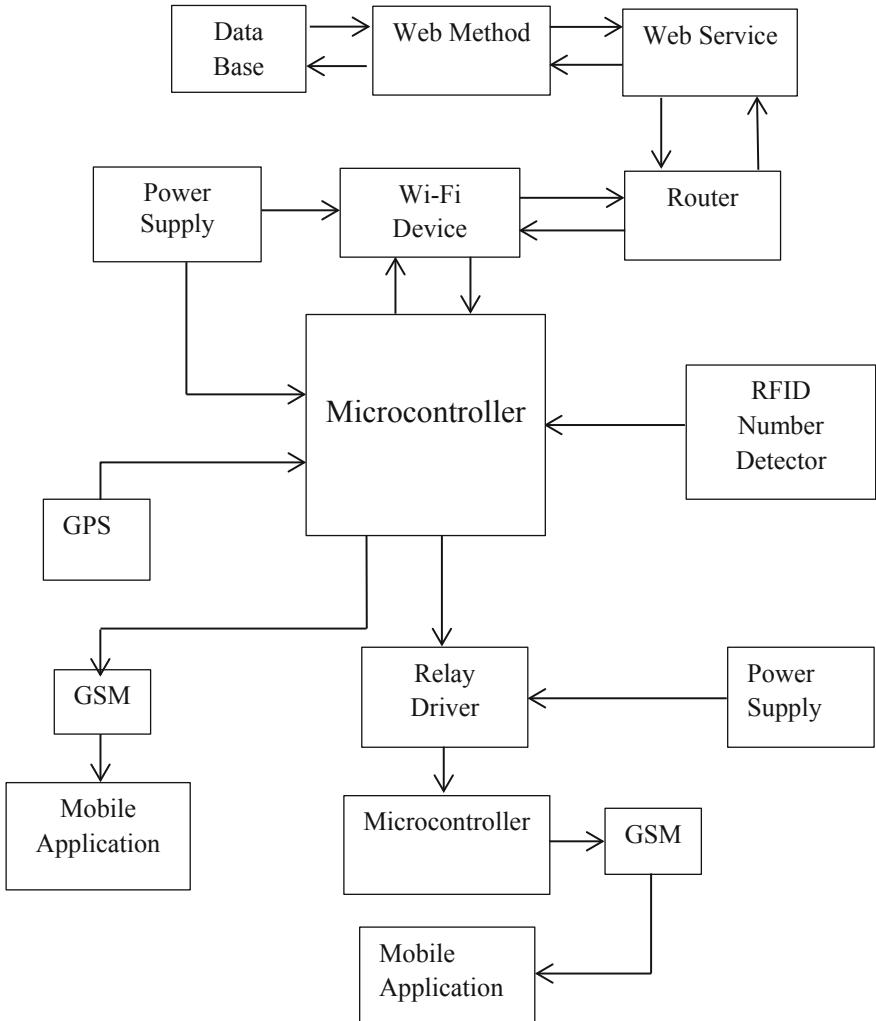 Data
Base
Web Method
Web Service
Power
Supply
Wi-Fi
Device
Router
Microcontroller
RFID
Number
Detector
GPS
GSM
Relay
Driver
Power
Supply
Mobile
Application
Microcontroller
GSM
Mobile
Application